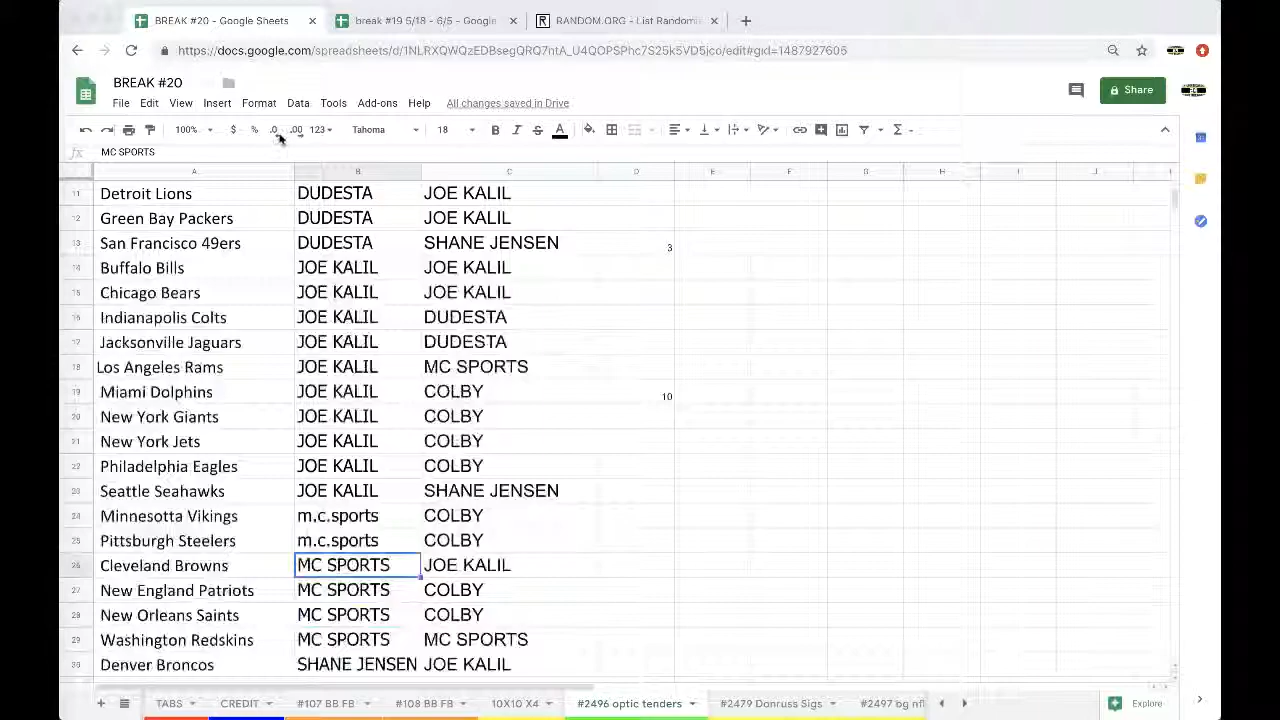 BREAK #20 - Google Sheets × break #19 5/18 - 6/5 - Google × RANDOM.ORG - List Randomi × +
https://docs.google.com/spreadsheets/d/1NLRXQWQzEDBsegQRQ7ntA_U4QOPSPhc7S25k5VD5jco/edit#gid=1487927605
BREAK #20
File Edit View Insert Format Data Tools Add-ons Help All changes saved in Drive
Share
100% $ % .0 .00 123 Tahoma 18 B I S A
fx MC SPORTS
A B C D E F G H I J
11 Detroit Lions DUDESTA JOE KALIL
12 Green Bay Packers DUDESTA JOE KALIL
13 San Francisco 49ers DUDESTA SHANE JENSEN 3
14 Buffalo Bills JOE KALIL JOE KALIL
15 Chicago Bears JOE KALIL JOE KALIL
16 Indianapolis Colts JOE KALIL DUDESTA
17 Jacksonville Jaguars JOE KALIL DUDESTA
18 Los Angeles Rams JOE KALIL MC SPORTS
19 Miami Dolphins JOE KALIL COLBY 10
20 New York Giants JOE KALIL COLBY
21 New York Jets JOE KALIL COLBY
22 Philadelphia Eagles JOE KALIL COLBY
23 Seattle Seahawks JOE KALIL SHANE JENSEN
24 Minnesotta Vikings m.c.sports COLBY
25 Pittsburgh Steelers m.c.sports COLBY
26 Cleveland Browns MC SPORTS JOE KALIL
27 New England Patriots MC SPORTS COLBY
28 New Orleans Saints MC SPORTS COLBY
29 Washington Redskins MC SPORTS MC SPORTS
30 Denver Broncos SHANE JENSEN JOE KALIL
+ TABS CREDIT #107 BB FB BB FB 10X10 X4 #2496 optic tenders #2479 Donruss Sigs #2497 bg nfl Explore